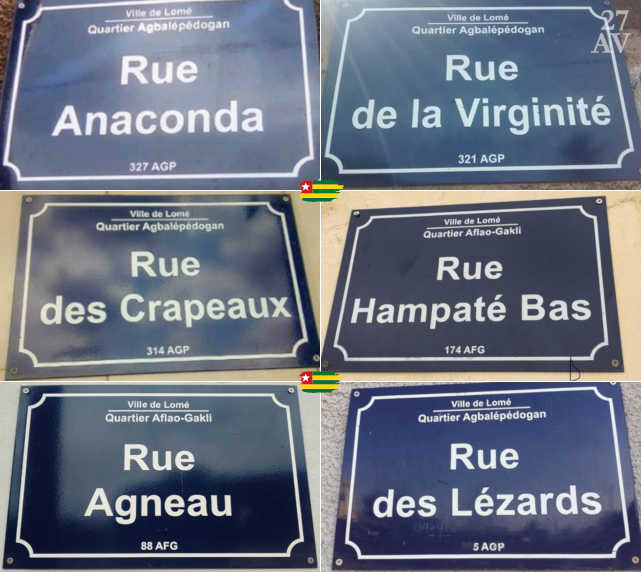 Ville de Lomé
Quartier Agbalépédogan
Rue
Anaconda
327 AGP
27
AV
Ville de Lomé
Quartier Agbalépédogan
Rue
de la Virginité
321 AGP
Ville de Lomé
Quartier Agbalépédogan
Rue
des Crapeaux
314 AGP
Ville de Lomé
Quartier Aflao-Gakli
Rue
Hampaté Bas
174 AFG
Ville de Lomé
Quartier Aflao-Gakli
Rue
Agneau
88 AFG
Ville de Lomé
Quartier Agbalépédogan
Rue
des Lézards
5 AGP